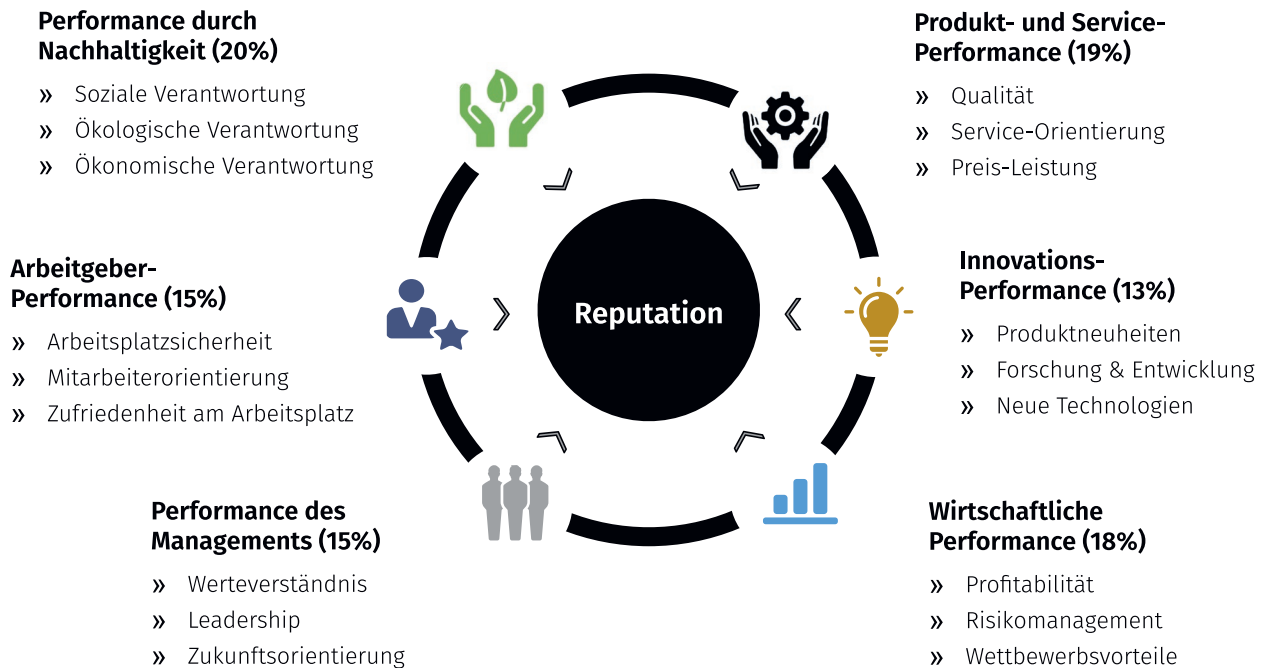 Performance durch
Nachhaltigkeit (20%)
» Soziale Verantwortung
» Ökologische Verantwortung
» Ökonomische Verantwortung
Produkt- und Service-
Performance (19%)
» Qualität
» Service-Orientierung
» Preis-Leistung
Arbeitgeber-
Performance (15%)
» Arbeitsplatzsicherheit
» Mitarbeiterorientierung
» Zufriedenheit am Arbeitsplatz
Reputation
Innovations-
Performance (13%)
» Produktneuheiten
» Forschung & Entwicklung
» Neue Technologien
Performance des
Managements (15%)
» Werteverständnis
» Leadership
» Zukunftsorientierung
Wirtschaftliche
Performance (18%)
» Profitabilität
» Risikomanagement
» Wettbewerbsvorteile